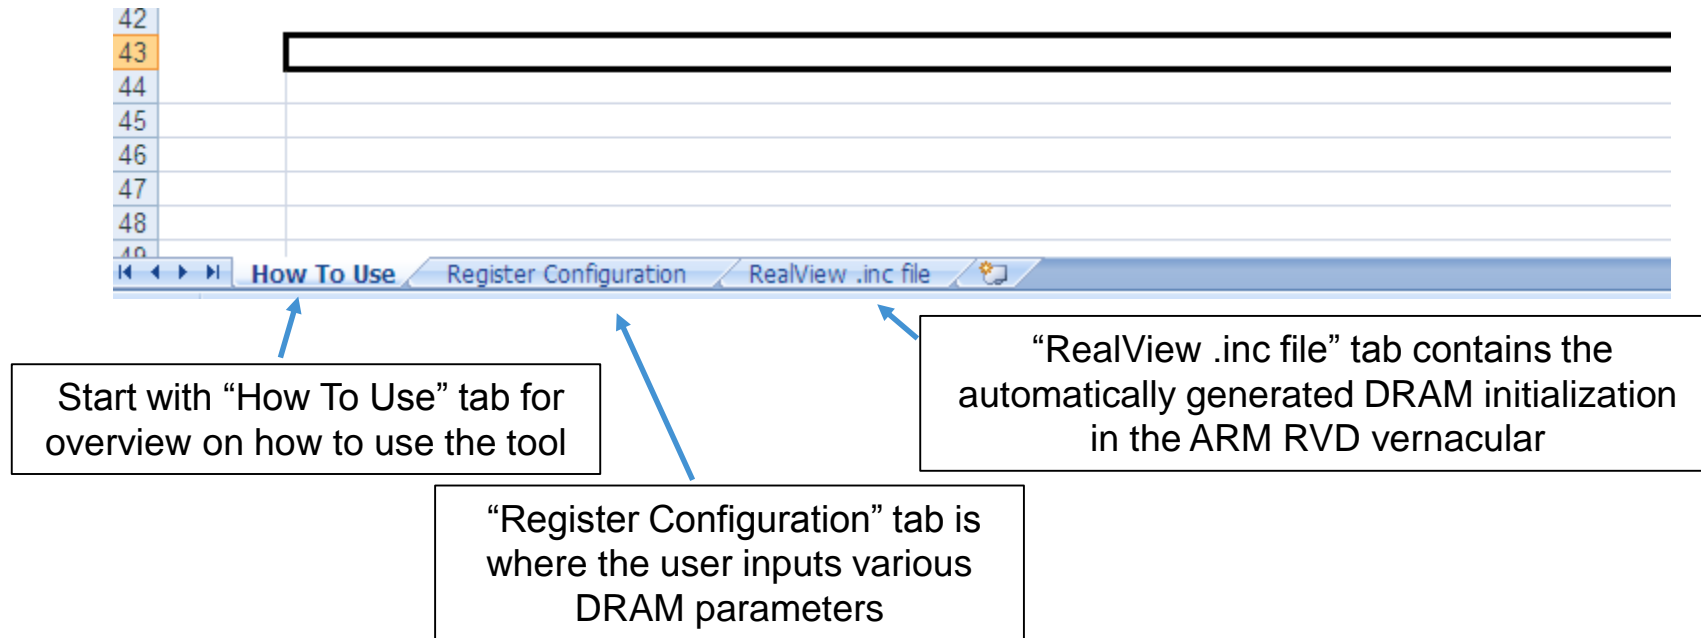 42
43
44
45
46
47
48
49
How To Use Register Configuration RealView .inc file
“RealView .inc file” tab contains the
automatically generated DRAM initialization
in the ARM RVD vernacular
Start with “How To Use” tab for
overview on how to use the tool
“Register Configuration” tab is
where the user inputs various
DRAM parameters